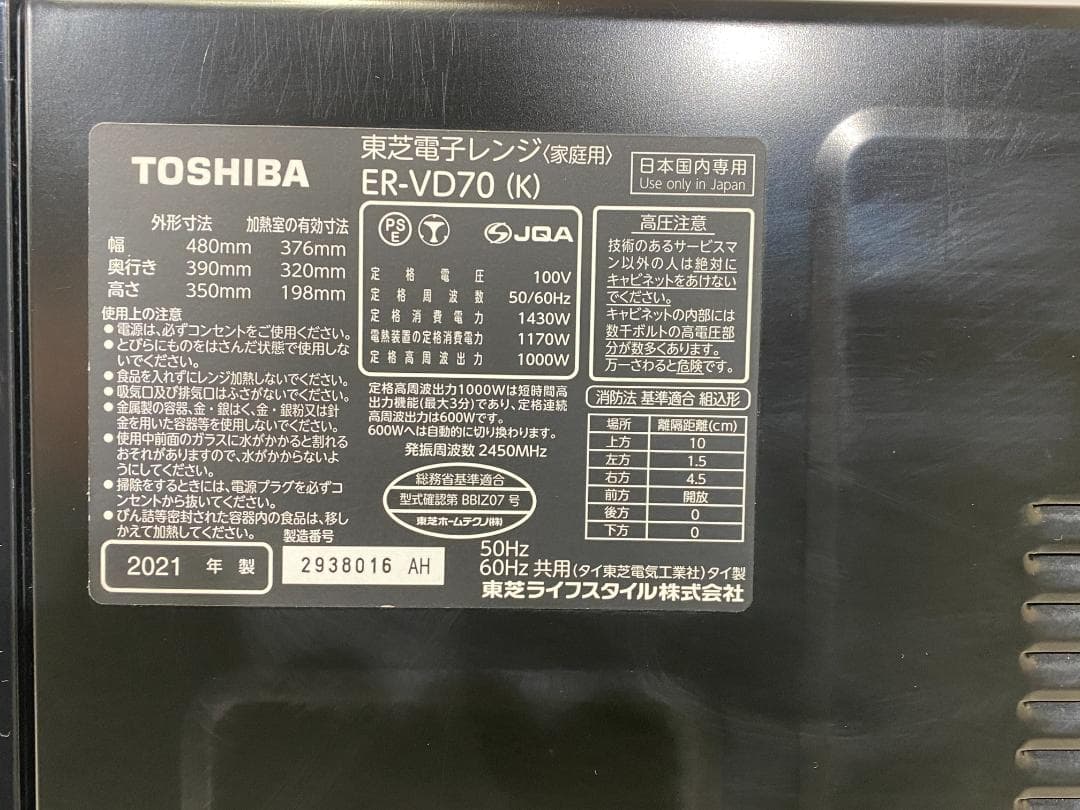 TOSHIBA
東芝電子レンジ〈家庭用〉
ER-VD70 (K)
日本国内専用
Use only in Japan
外形寸法 加熱室の有効寸法
幅 480mm 376mm
奥行き 390mm 320mm
高さ 350mm 198mm
使用上の注意
●電源は、必ずコンセントをご使用ください。
●とびらにものをはさんだ状態で使用しな
いでください。
●食品を入れずにレンジ加熱しないでください。
●吸気口及び排気口はふさがないでください。
●金属製の容器、金・銀はく、金・銀粉又は針
金を用いた容器等を使用しないでください。
●使用中前面のガラスに水がかかると割れる
おそれがありますので、水がかからないよ
うにしてください。
●掃除をするときには、電源プラグを必ずコ
ンセントから抜いてください。
●びん詰等密封された容器内の食品は、移し
かえて加熱してください。
PS
E
JQA
定格電圧 100V
定格周波数 50/60Hz
定格消費電力 1430W
電熱装置の定格消費電力 1170W
定格高周波出力 1000W
定格高周波出力1000Wは短時間高
出力機能(最大3分)であり、定格連続
高周波出力は600Wです。
600Wへは自動的に切り換わります。
発振周波数 2450MHz
総務省基準適合
型式確認第 BBIZ07 号
東芝ホームテクノ(株)
高圧注意
技術のあるサービスマ
ン以外の人は絶対に
キャビネットをあけない
でください。
キャビネットの内部には
数千ボルトの高電圧部
分が数多くあります。
万一さわると危険です。
消防法 基準適合 組込形
場所 離隔距離(cm)
上方 10
左方 1.5
右方 4.5
前方 開放
後方 0
下方 0
製造番号
2021 年 製
2938016 AH
50Hz
60Hz 共用(タイ東芝電気工業社)タイ製
東芝ライフスタイル株式会社